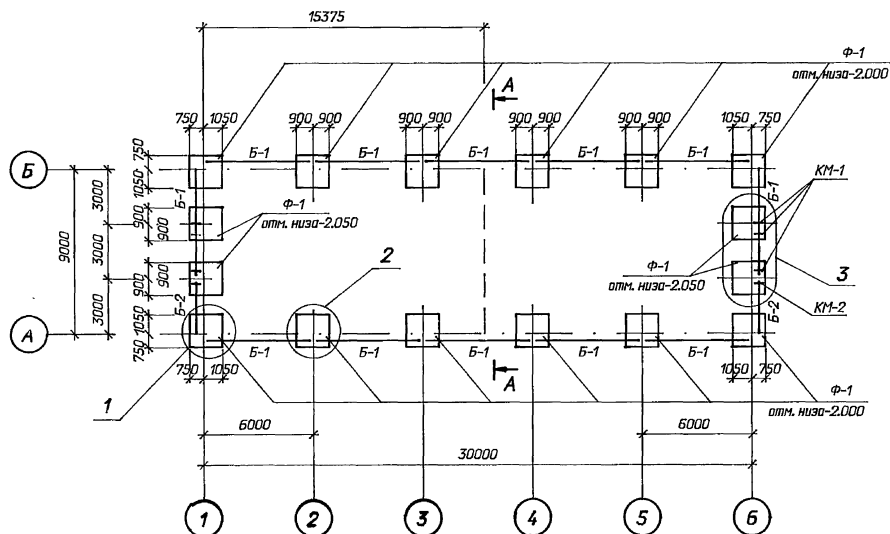 15375
Ф-1
отм. низа-2.000
А
750 1050
900 900
900 900
900 900
900 900
1050 750
Б
Б-1
Б-1
Б-1
Б-1
Б-1
750
1050
900
900
900
900
1050
750
3000
3000
3000
9000
Б-1
Б-2
Ф-1
отм. низа-2.050
2
Б-1
КМ-1
Ф-1
отм. низа-2.050
3
КМ-2
Б-2
А
Б-1
Б-1
Б-1
Б-1
Б-1
1
750 1050
А
1050 750
Ф-1
отм. низа-2.000
6000
6000
30000
1
2
3
4
5
6